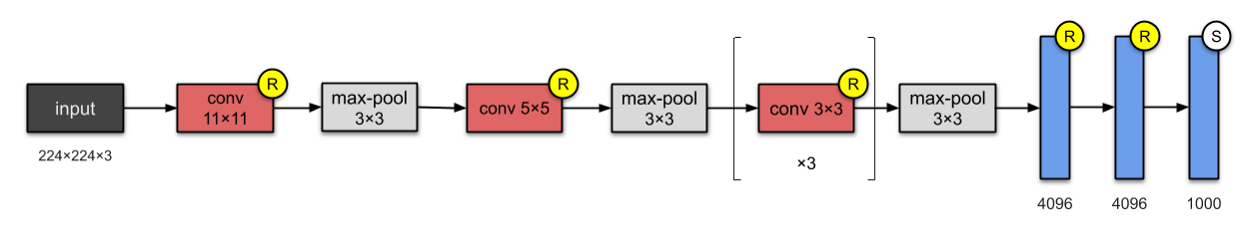 input
224×224×3
conv
11×11
R
max-pool
3×3
conv 5×5
R
max-pool
3×3
conv 3×3
R
×3
max-pool
3×3
R
4096
R
4096
S
1000